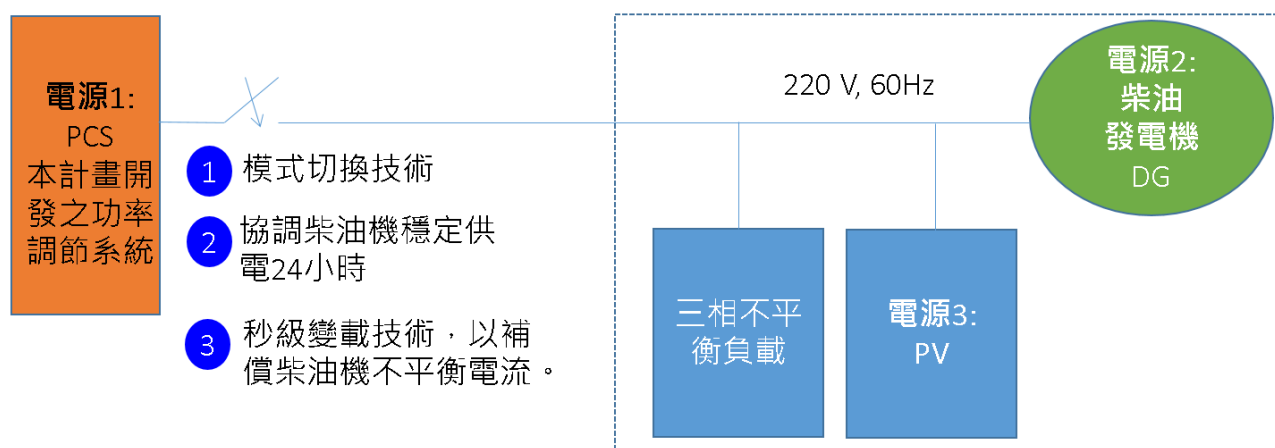 電源1:
PCS
本計畫開
發之功率
調節系統
1 模式切換技術
2 協調柴油機穩定供
電24小時
3 秒級變載技術，以補
償柴油機不平衡電流。
220 V, 60Hz
電源2:
柴油
發電機
DG
三相不平
衡負載
電源3:
PV